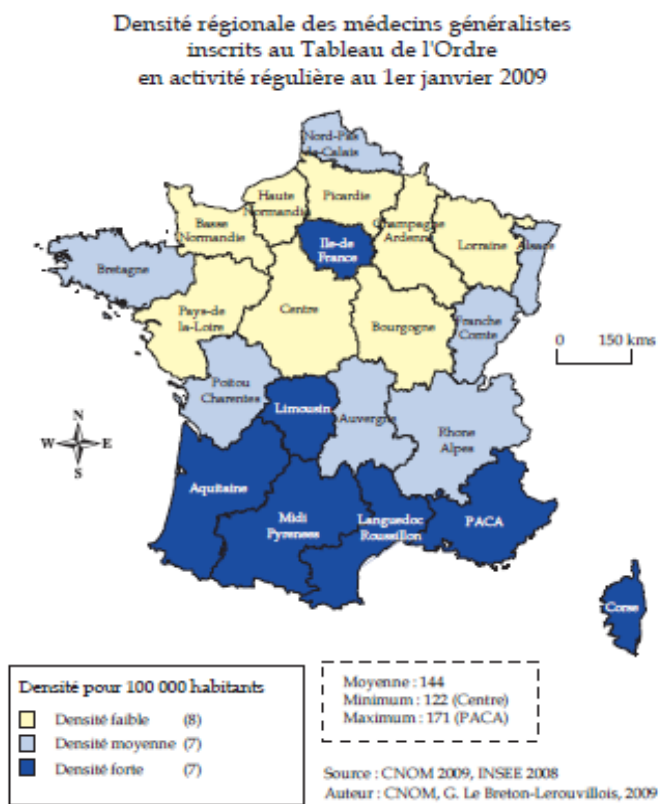 Densité régionale des médecins généralistes
inscrits au Tableau de l'Ordre
en activité régulière au 1er janvier 2009
Nord-Pas
de-Calais
Picardie
Haute
Normandie
Basse
Normandie
Champagne
Ardenne
Lorraine
Alsace
Ile-de
France
Bretagne
Pays-de
la-Loire
Centre
Bourgogne
Franche
Comte
0 150 kms
Poitou
Charentes
Limousin
Auvergne
Rhone
Alpes
N
W E
S
Aquitaine
Midi
Pyrenees
Languedoc
Roussillon
PACA
Corse
Densité pour 100 000 habitants
Densité faible (8)
Densité moyenne (7)
Densité forte (7)
Moyenne : 144
Minimum : 122 (Centre)
Maximum : 171 (PACA)
Source : CNOM 2009, INSEE 2008
Auteur : CNOM, G. Le Breton-Lerouvillois, 2009